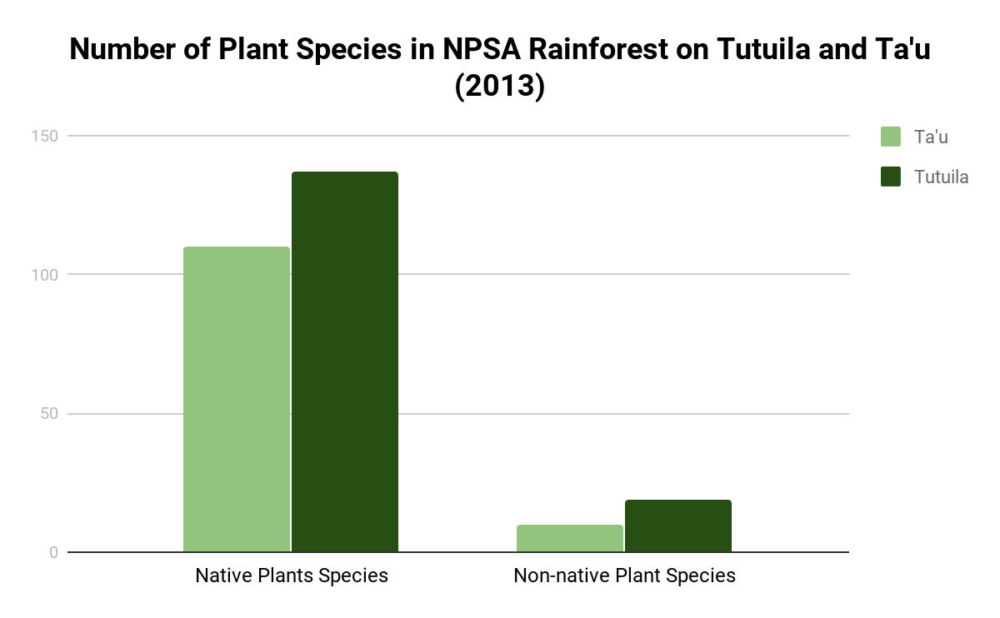 Number of Plant Species in NPSA Rainforest on Tutuila and Ta'u
(2013)
150
Ta'u
Tutuila
100
50
0
Native Plants Species
Non-native Plant Species